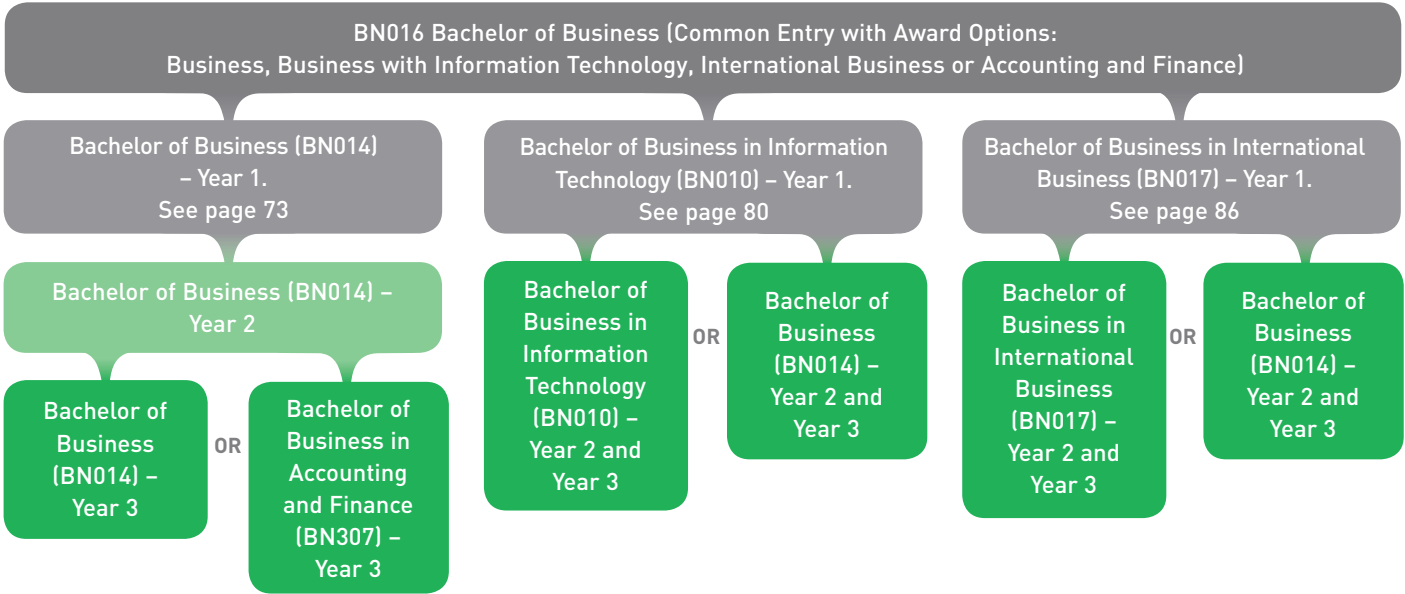 BN016 Bachelor of Business (Common Entry with Award Options:
Business, Business with Information Technology, International Business or Accounting and Finance)
Bachelor of Business (BN014)
– Year 1.
See page 73
Bachelor of Business in Information
Technology (BN010) – Year 1.
See page 80
Bachelor of Business in International
Business (BN017) – Year 1.
See page 86
Bachelor of Business (BN014) –
Year 2
Bachelor of
Business
(BN014) –
Year 3
OR
Bachelor of
Business in
Accounting
and Finance
(BN307) –
Year 3
Bachelor of
Business in
Information
Technology
(BN010) –
Year 2 and
Year 3
OR
Bachelor of
Business
(BN014) –
Year 2 and
Year 3
Bachelor of
Business in
International
Business
(BN017) –
Year 2 and
Year 3
OR
Bachelor of
Business
(BN014) –
Year 2 and
Year 3